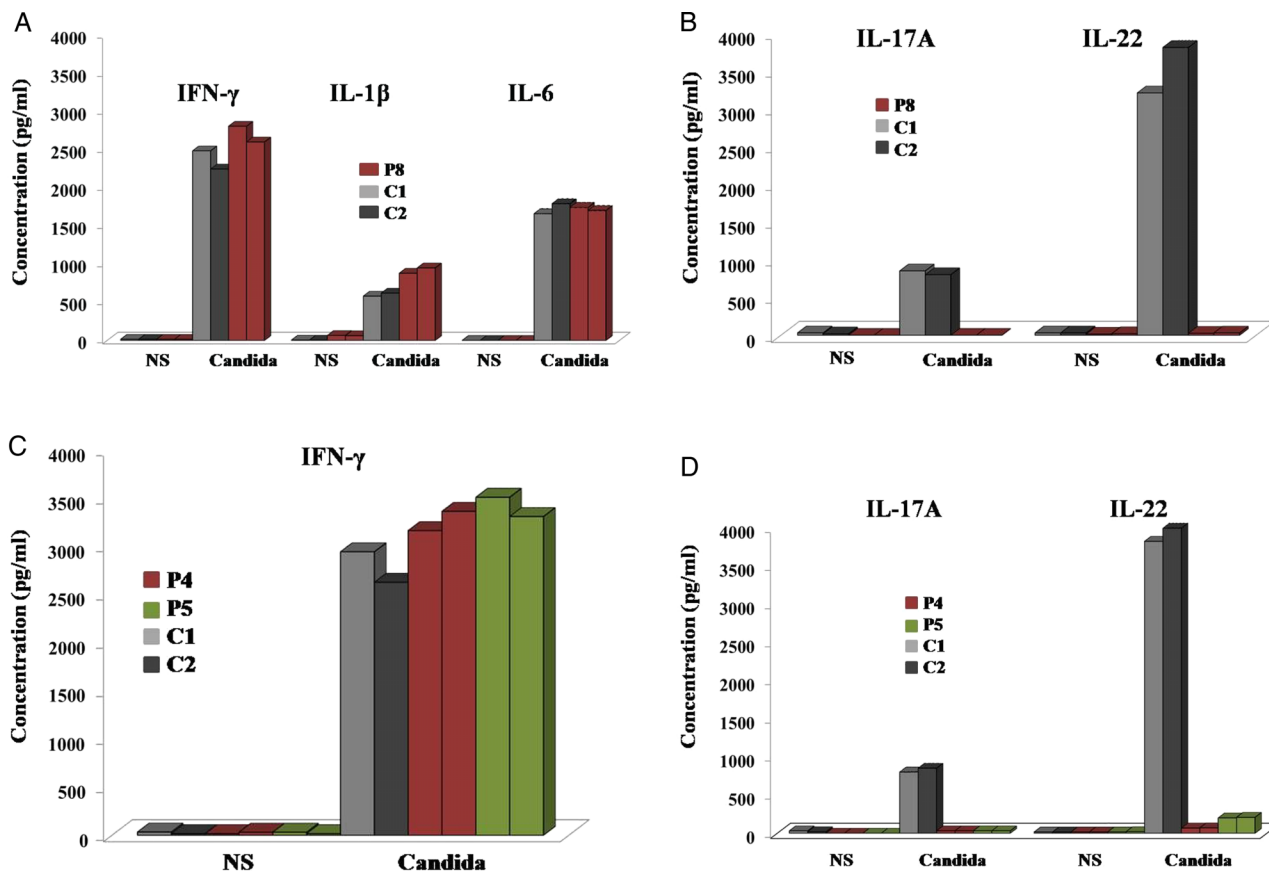 A
Concentration (pg/ml)
4000
3500
3000
2500
2000
1500
1000
500
0
IFN-γ
IL-1β
IL-6
P8
C1
C2
NS
Candida
NS
Candida
NS
Candida
B
Concentration (pg/ml)
4000
3500
3000
2500
2000
1500
1000
500
0
IL-17A
IL-22
P8
C1
C2
NS
Candida
NS
Candida
C
Concentration (pg/ml)
4000
3500
3000
2500
2000
1500
1000
500
0
IFN-γ
P4
P5
C1
C2
NS
Candida
D
Concentration (pg/ml)
4000
3500
3000
2500
2000
1500
1000
500
0
IL-17A
IL-22
P4
P5
C1
C2
NS
Candida
NS
Candida